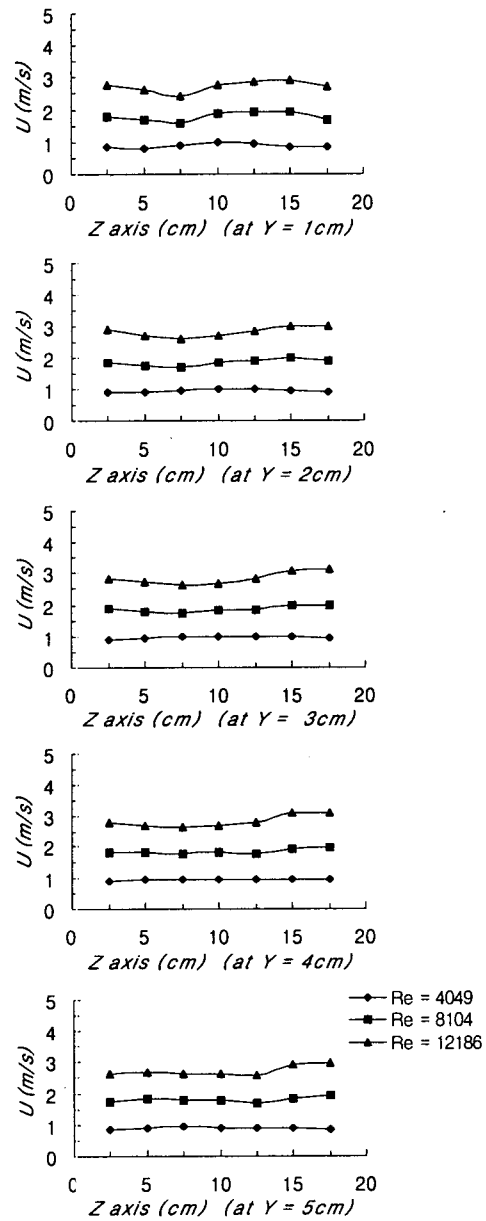 5
4
3
2
1
0
U (m/s)
0 5 10 15 20
Z axis (cm) (at Y = 1cm)
5
4
3
2
1
0
U (m/s)
0 5 10 15 20
Z axis (cm) (at Y = 2cm)
5
4
3
2
1
0
U (m/s)
0 5 10 15 20
Z axis (cm) (at Y = 3cm)
5
4
3
2
1
0
U (m/s)
0 5 10 15 20
Z axis (cm) (at Y = 4cm)
Re = 4049
Re = 8104
Re = 12186
5
4
3
2
1
0
U (m/s)
0 5 10 15 20
Z axis (cm) (at Y = 5cm)